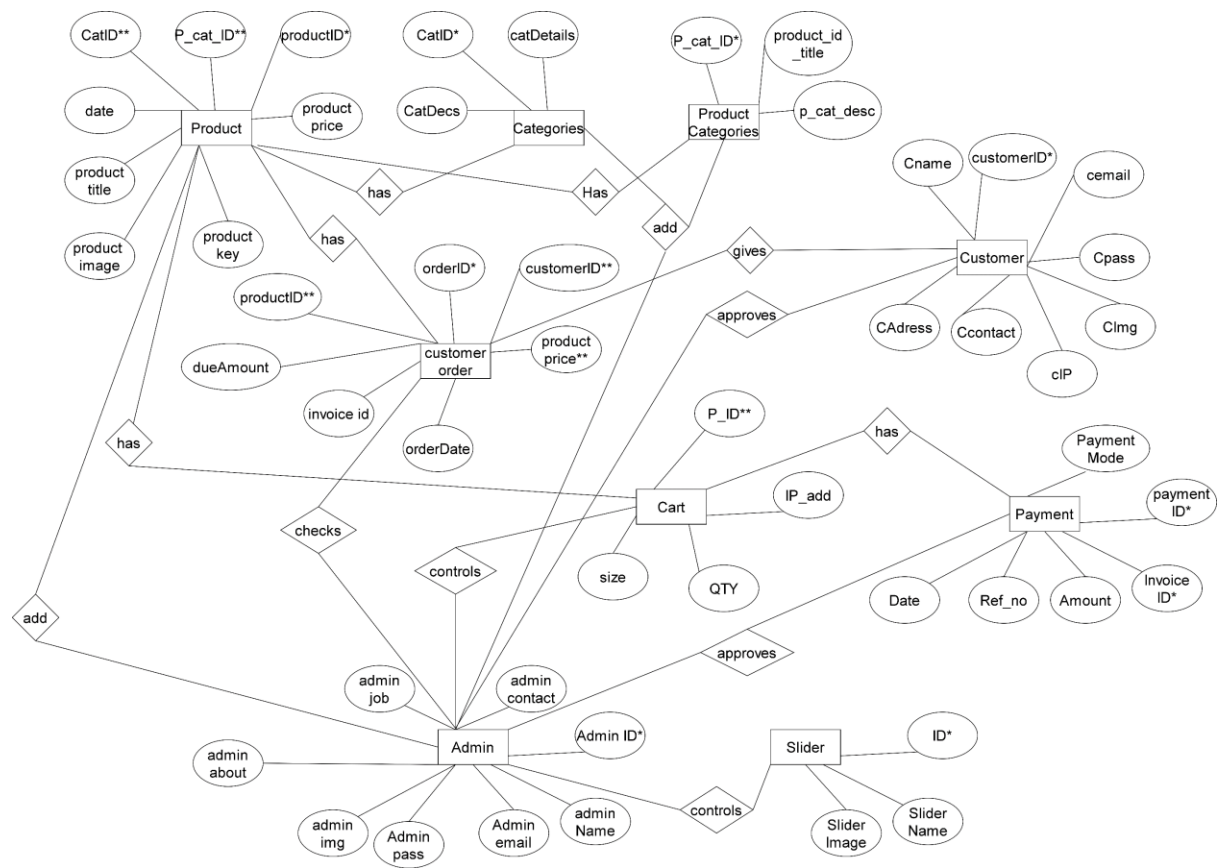 CatID**
P_cat_ID**
productID*
CatID*
catDetails
P_cat_ID*
product_id
_title
date
Product
product
price
CatDecs
Categories
Product
Categories
p_cat_desc
product
title
has
Has
Cname
customerID*
cemail
product
image
product
key
has
add
gives
Customer
Cpass
orderID*
customerID**
productID**
approves
CAdress
Ccontact
CImg
dueAmount
customer
order
product
price**
cIP
invoice id
orderDate
P_ID**
has
has
Payment
Mode
Cart
IP_add
Payment
payment
ID*
checks
controls
size
QTY
Date
Ref_no
Amount
Invoice
ID*
add
approves
admin
job
admin
contact
Admin
Admin ID*
Slider
ID*
admin
about
controls
admin
img
Admin
pass
Admin
email
admin
Name
Slider
Image
Slider
Name